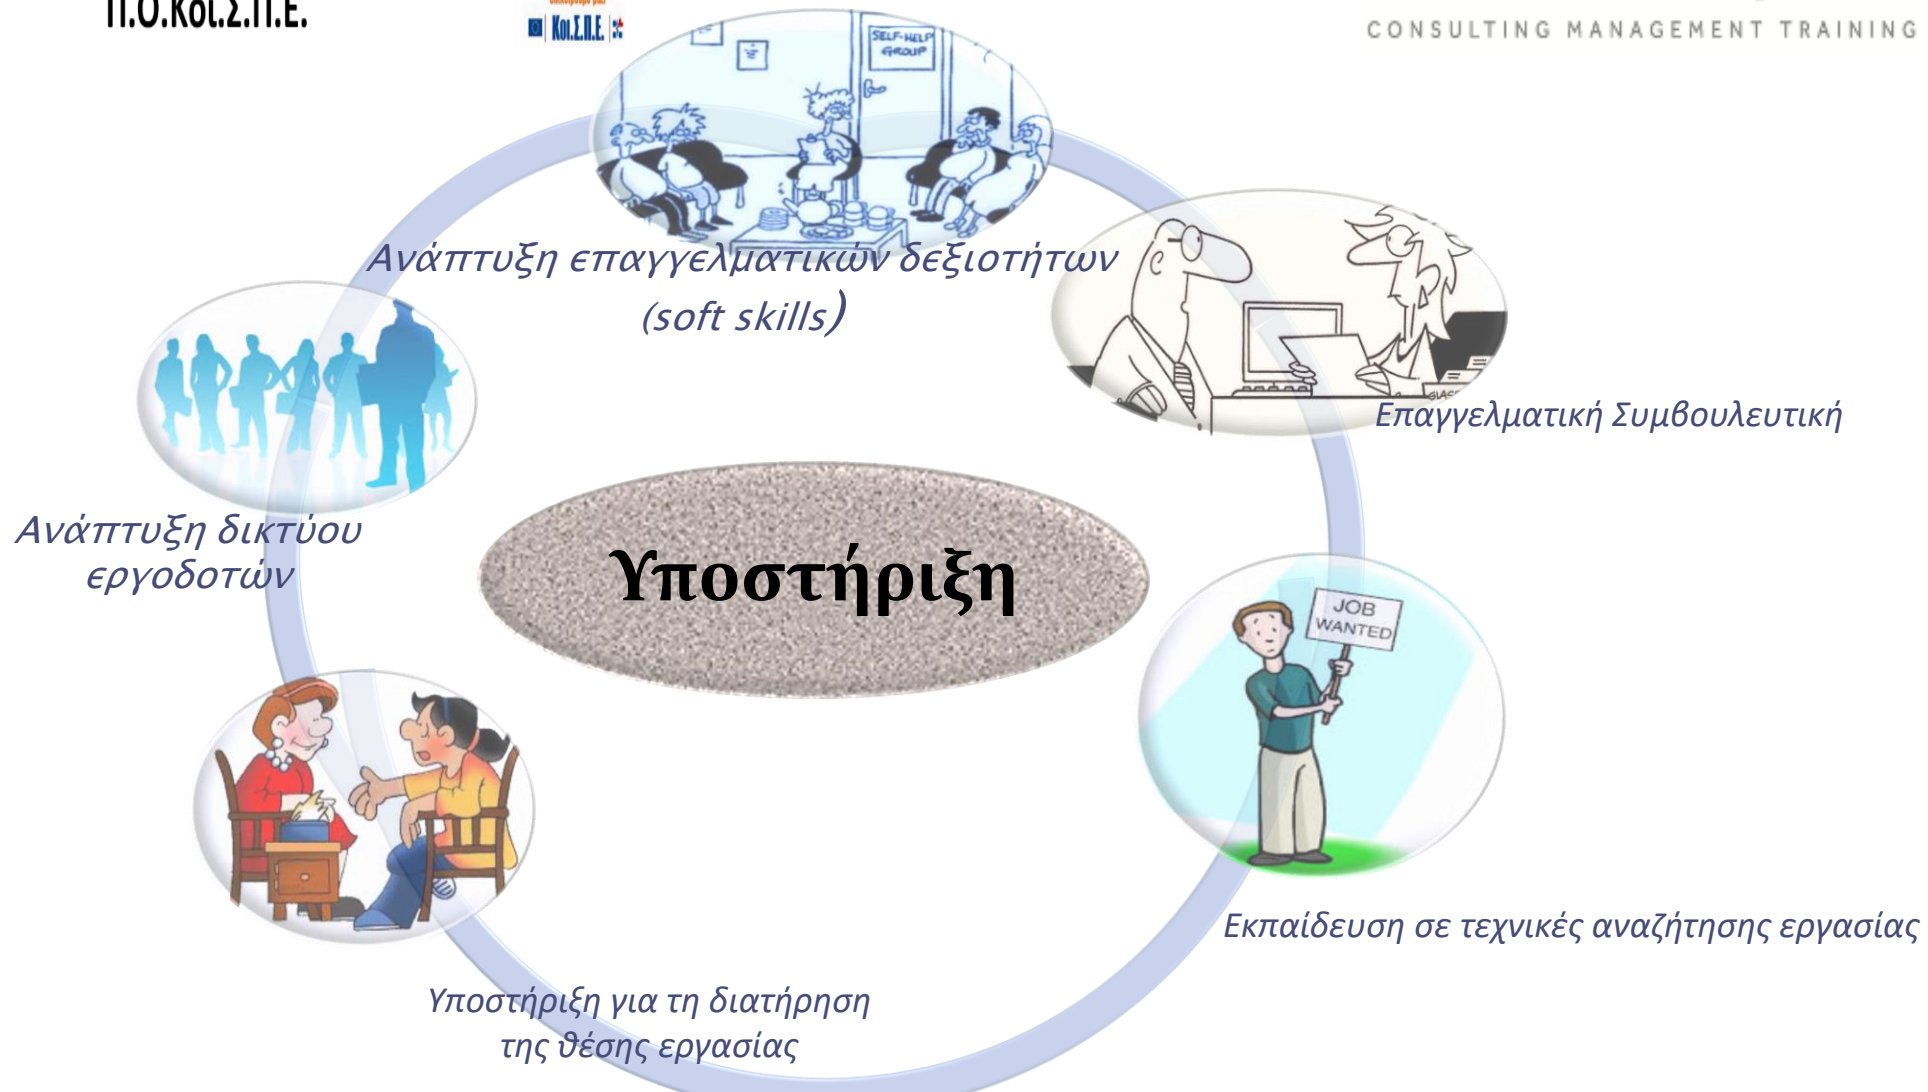 Π.Ο.Κοι.Σ.Π.Ε.
Κοι.Σ.Π.Ε.
CONSULTING MANAGEMENT TRAINING
SELF-HELP
GROUP
Ανάπτυξη επαγγελματικών δεξιοτήτων
(soft skills)
Επαγγελματική Συμβουλευτική
Ανάπτυξη δικτύου
εργοδοτών
Υποστήριξη
JOB
WANTED
Εκπαίδευση σε τεχνικές αναζήτησης εργασίας
Υποστήριξη για τη διατήρηση
της θέσης εργασίας